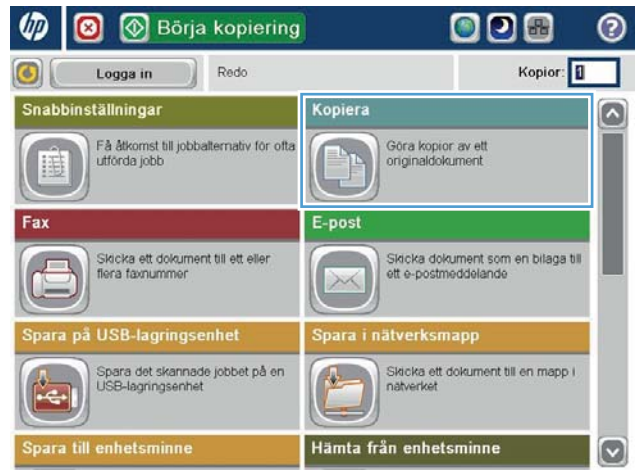 hp
Börja kopiering
?
Logga in
Redo
Kopior: 1
Snabbinställningar
Få åtkomst till jobbalternativ för ofta
utförda jobb
Kopiera
Göra kopior av ett
originaldokument
Fax
Skicka ett dokument till ett eller
flera faxnummer
E-post
Skicka dokument som en bilaga till
ett e-postmeddelande
Spara på USB-lagringsenhet
Spara det skannade jobbet på en
USB-lagringsenhet
Spara i nätverksmapp
Skicka ett dokument till en mapp i
nätverket
Spara till enhetsminne
Hämta från enhetsminne